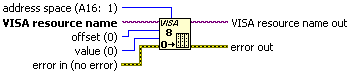 address space (A16:  1)
VISA resource name
offset (0)
value (0)
error in (no error)
VISA
8
0
VISA resource name out
error out